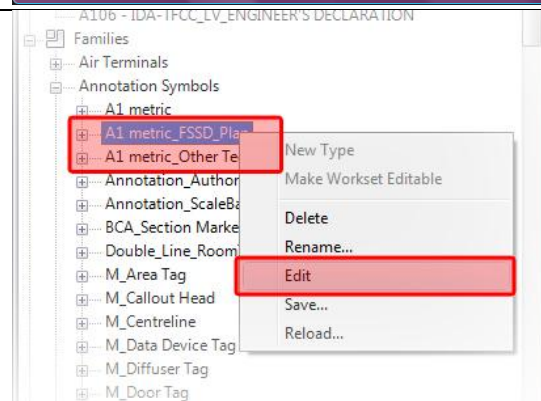 A106 - IDA-TFCC_LV_ENGINEER'S DECLARATION
Families
Air Terminals
Annotation Symbols
A1 metric
A1 metric_FSSD_Plan
A1 metric_Other Te
Annotation_Author
Annotation_ScaleBa
BCA_Section Marke
Double_Line_Room
M_Area Tag
M_Callout Head
M_Centreline
M_Data Device Tag
M_Diffuser Tag
M_Door Tag
New Type
Make Workset Editable
Delete
Rename...
Edit
Save...
Reload...